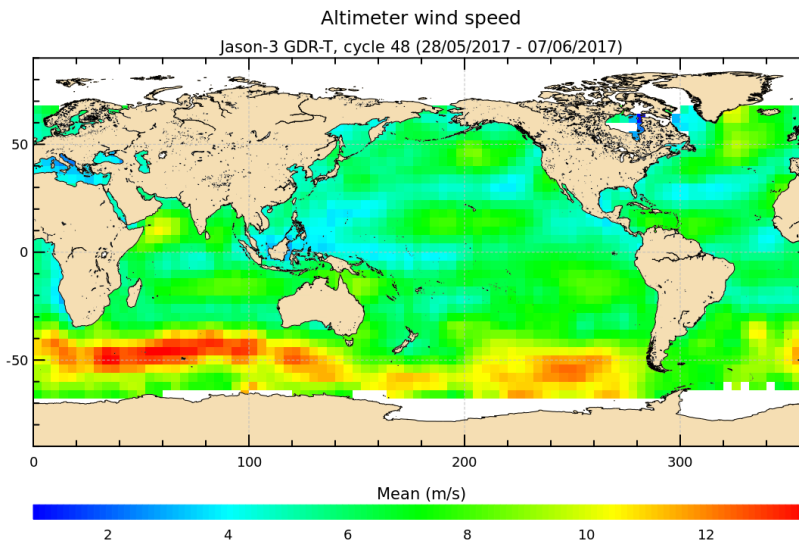 Altimeter wind speed
Jason-3 GDR-T, cycle 48 (28/05/2017 - 07/06/2017)
50
0
-50
0 100 200 300
Mean (m/s)
2 4 6 8 10 12